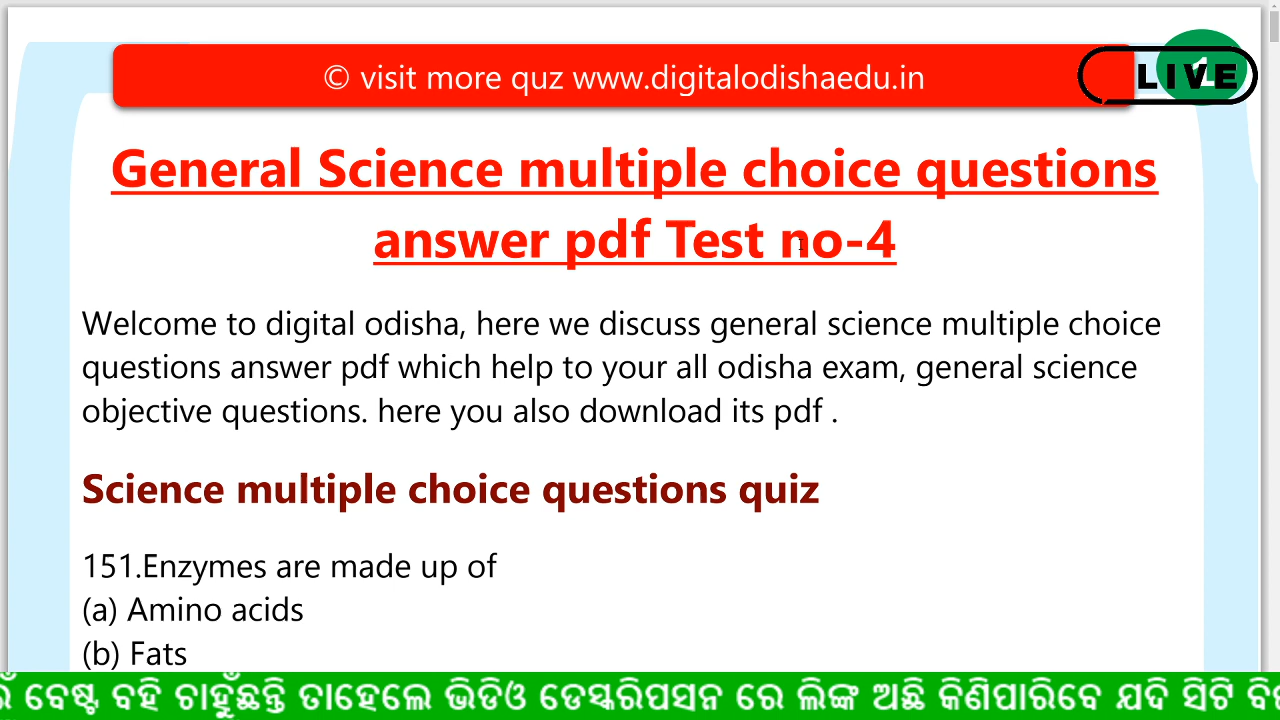 © visit more quz www.digitalodishaedu.in
LIVE
General Science multiple choice questions
answer pdf Test no-4
Welcome to digital odisha, here we discuss general science multiple choice
questions answer pdf which help to your all odisha exam, general science
objective questions. here you also download its pdf .
Science multiple choice questions quiz
151.Enzymes are made up of
(a) Amino acids
(b) Fats
ବେଷ୍ଟ ବହି ଚାହୁଁଛନ୍ତି ତାହେଲେ ଭିଡିଓ ଡେସ୍କରିପସନ ରେ ଲିଙ୍କ ଅଛି କିଣିପାରିବେ ଯଦି ସିଟି